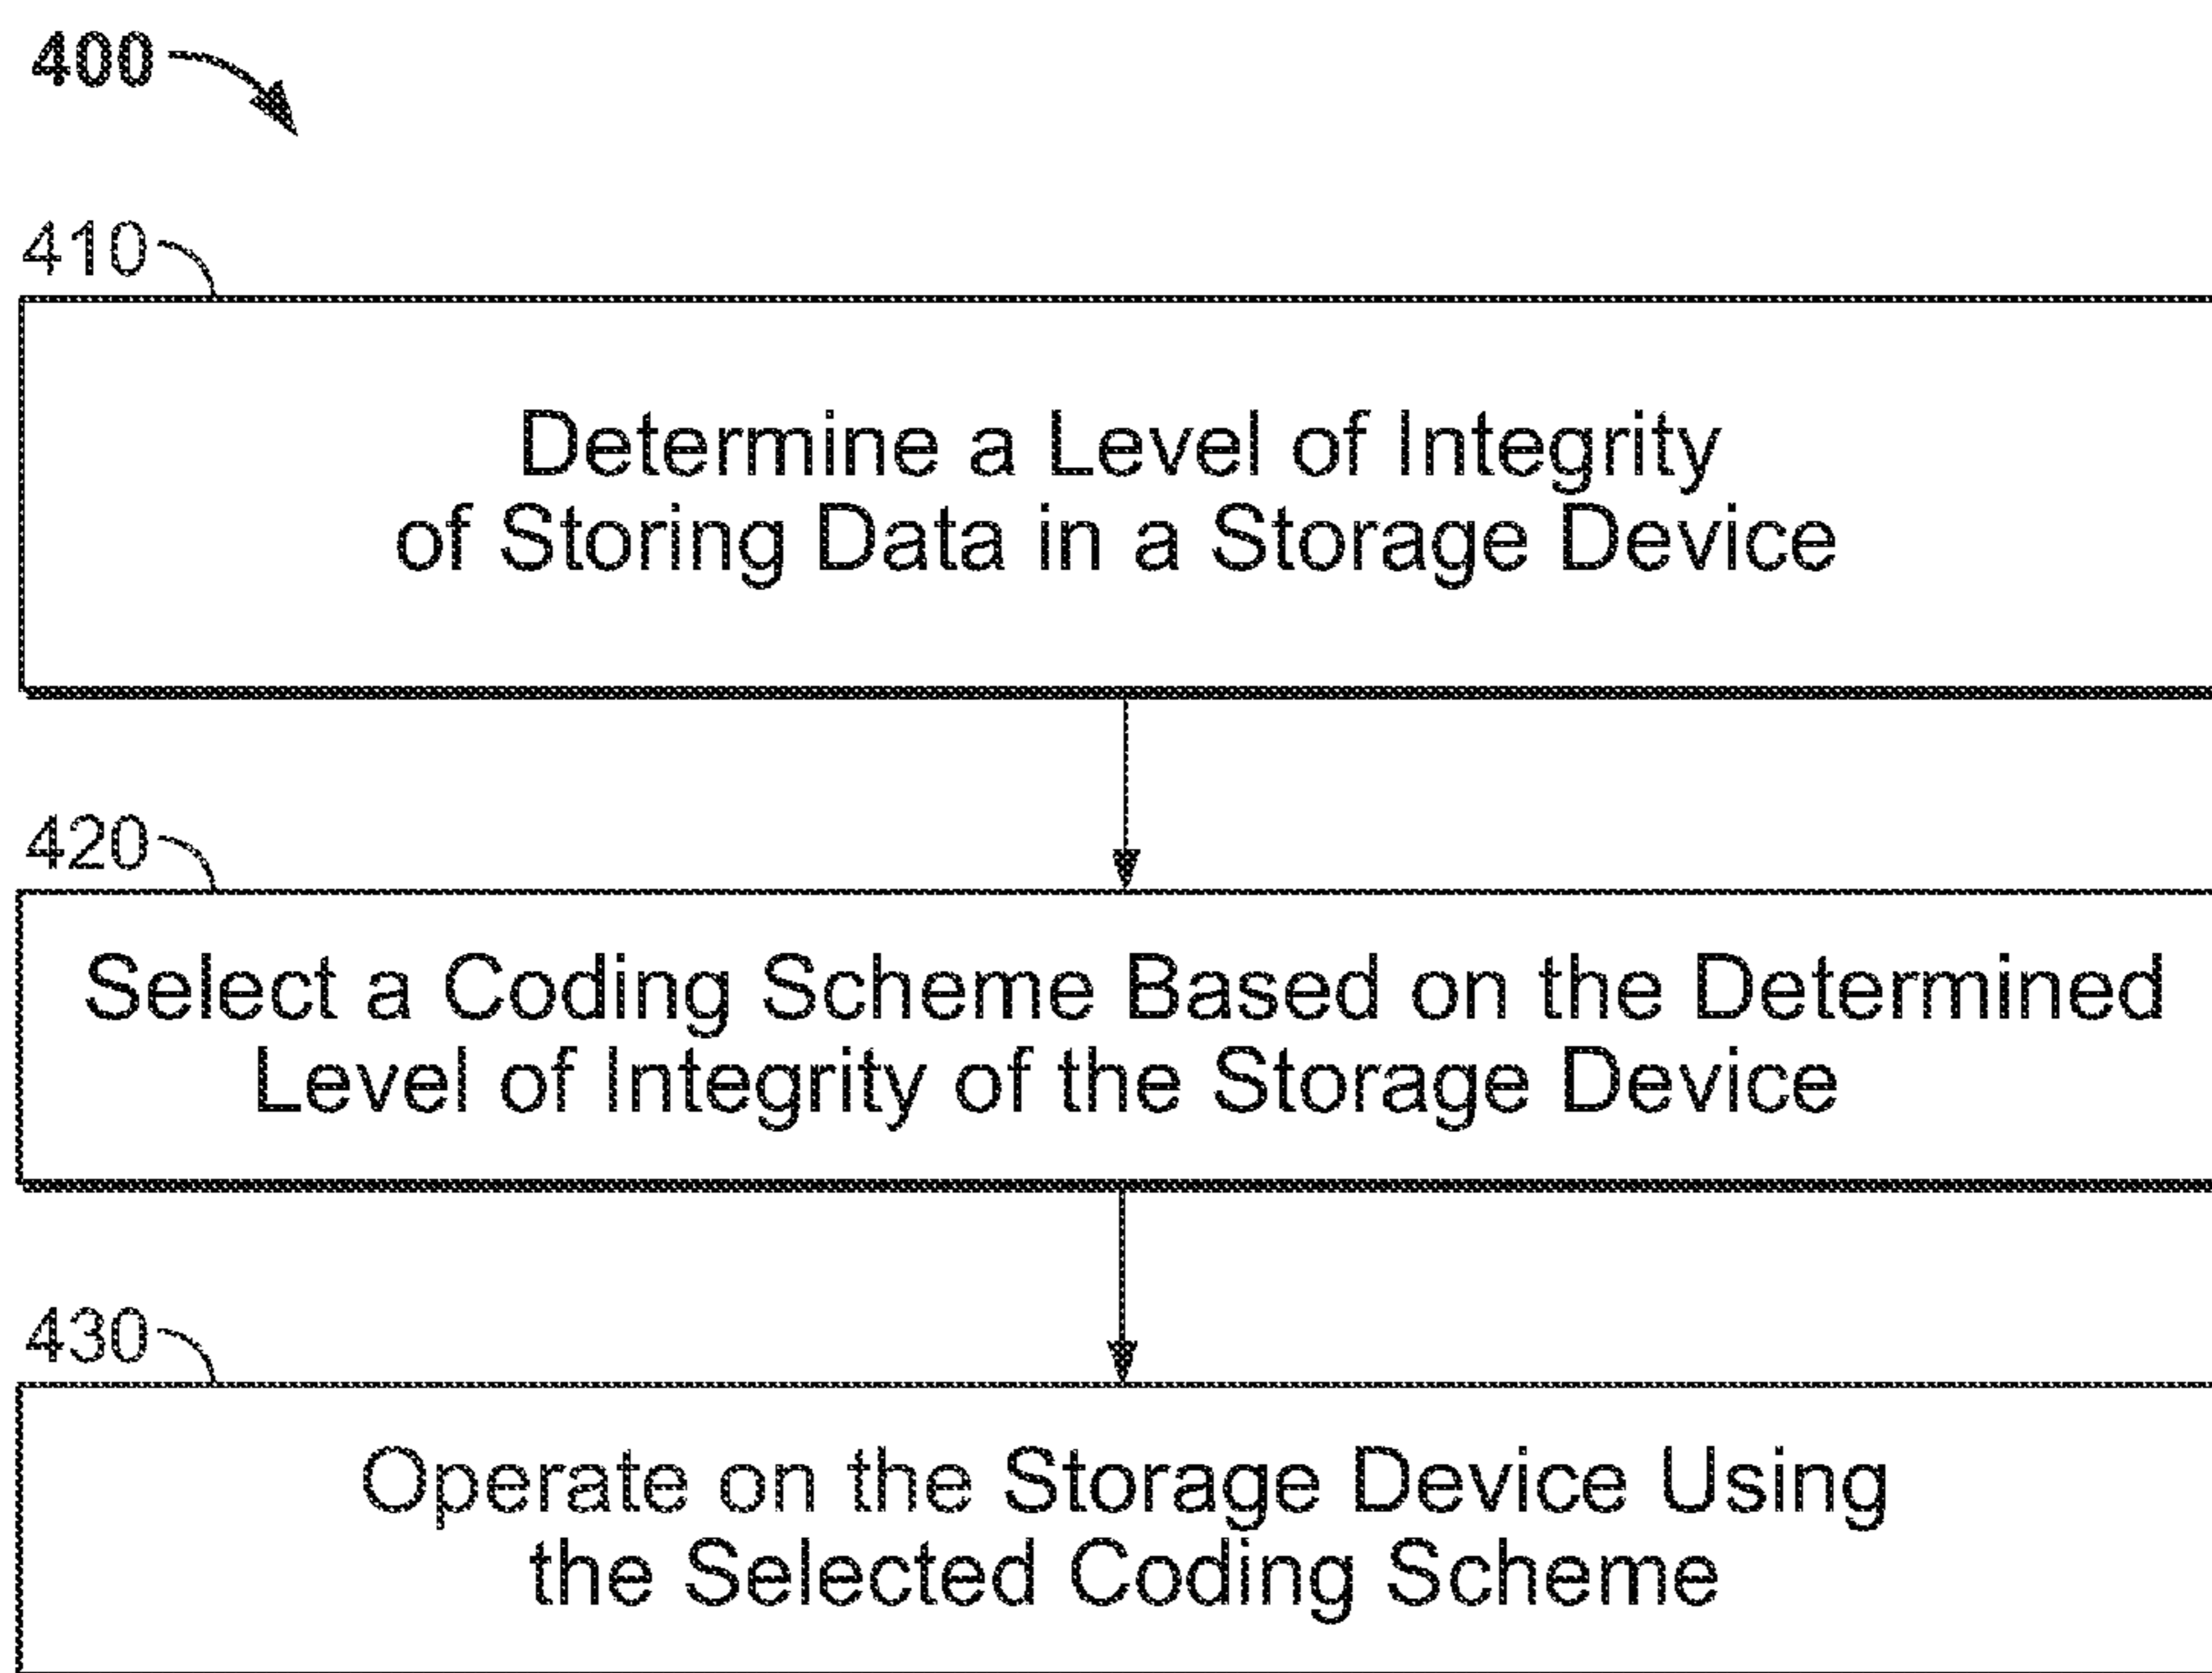 400
410
Determine a Level of Integrity
of Storing Data in a Storage Device
420
Select a Coding Scheme Based on the Determined
Level of Integrity of the Storage Device
430
Operate on the Storage Device Using
the Selected Coding Scheme